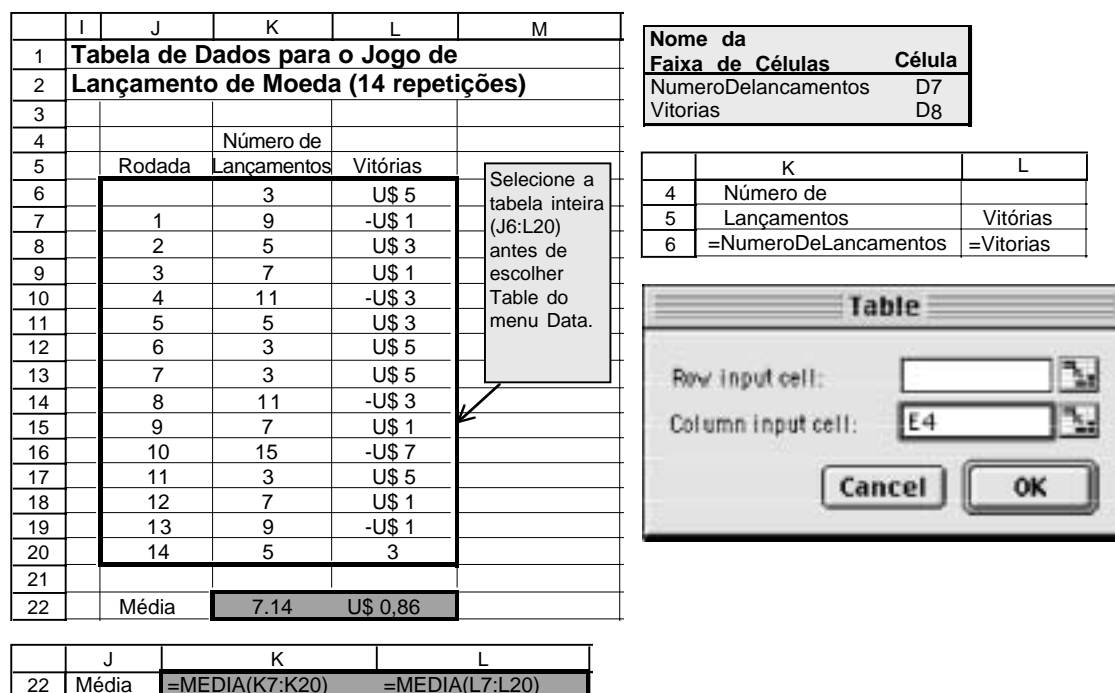 I J K L M
1 Tabela de Dados para o Jogo de
2 Lançamento de Moeda (14 repetições)
3
4 Número de
5 Rodada Lançamentos Vitórias
6 3 U$ 5
7 1 9 -U$ 1
8 2 5 U$ 3
9 3 7 U$ 1
10 4 11 -U$ 3
11 5 5 U$ 3
12 6 3 U$ 5
13 7 3 U$ 5
14 8 11 -U$ 3
15 9 7 U$ 1
16 10 15 -U$ 7
17 11 3 U$ 5
18 12 7 U$ 1
19 13 9 -U$ 1
20 14 5 3
21
22 Média 7.14 U$ 0,86
Selecione a
tabela inteira
(J6:L20)
antes de
escolher
Table do
menu Data.
Nome da
Faixa de Células Célula
NumeroDelancamentos D7
Vitorias D8
K L
4 Número de
5 Lançamentos Vitórias
6 =NumeroDeLancamentos =Vitorias
Table
Row input cell:
Column input cell: E4
Cancel OK
J K L
22 Média =MEDIA(K7:K20) =MEDIA(L7:L20)